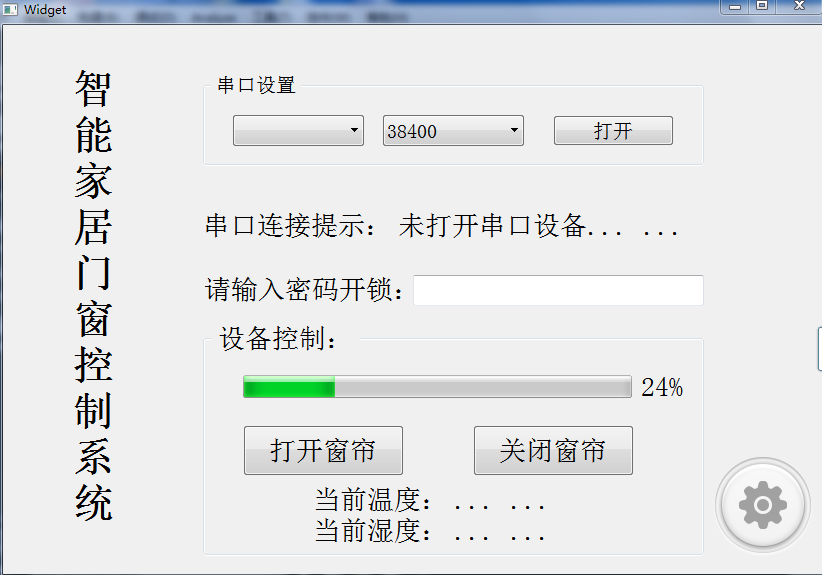 Widget
智能家居门窗控制系统
串口设置
38400
打开
串口连接提示： 未打开串口设备... ...
请输入密码开锁：
设备控制：
24%
打开窗帘
关闭窗帘
当前温度： ... ...
当前湿度： ... ...